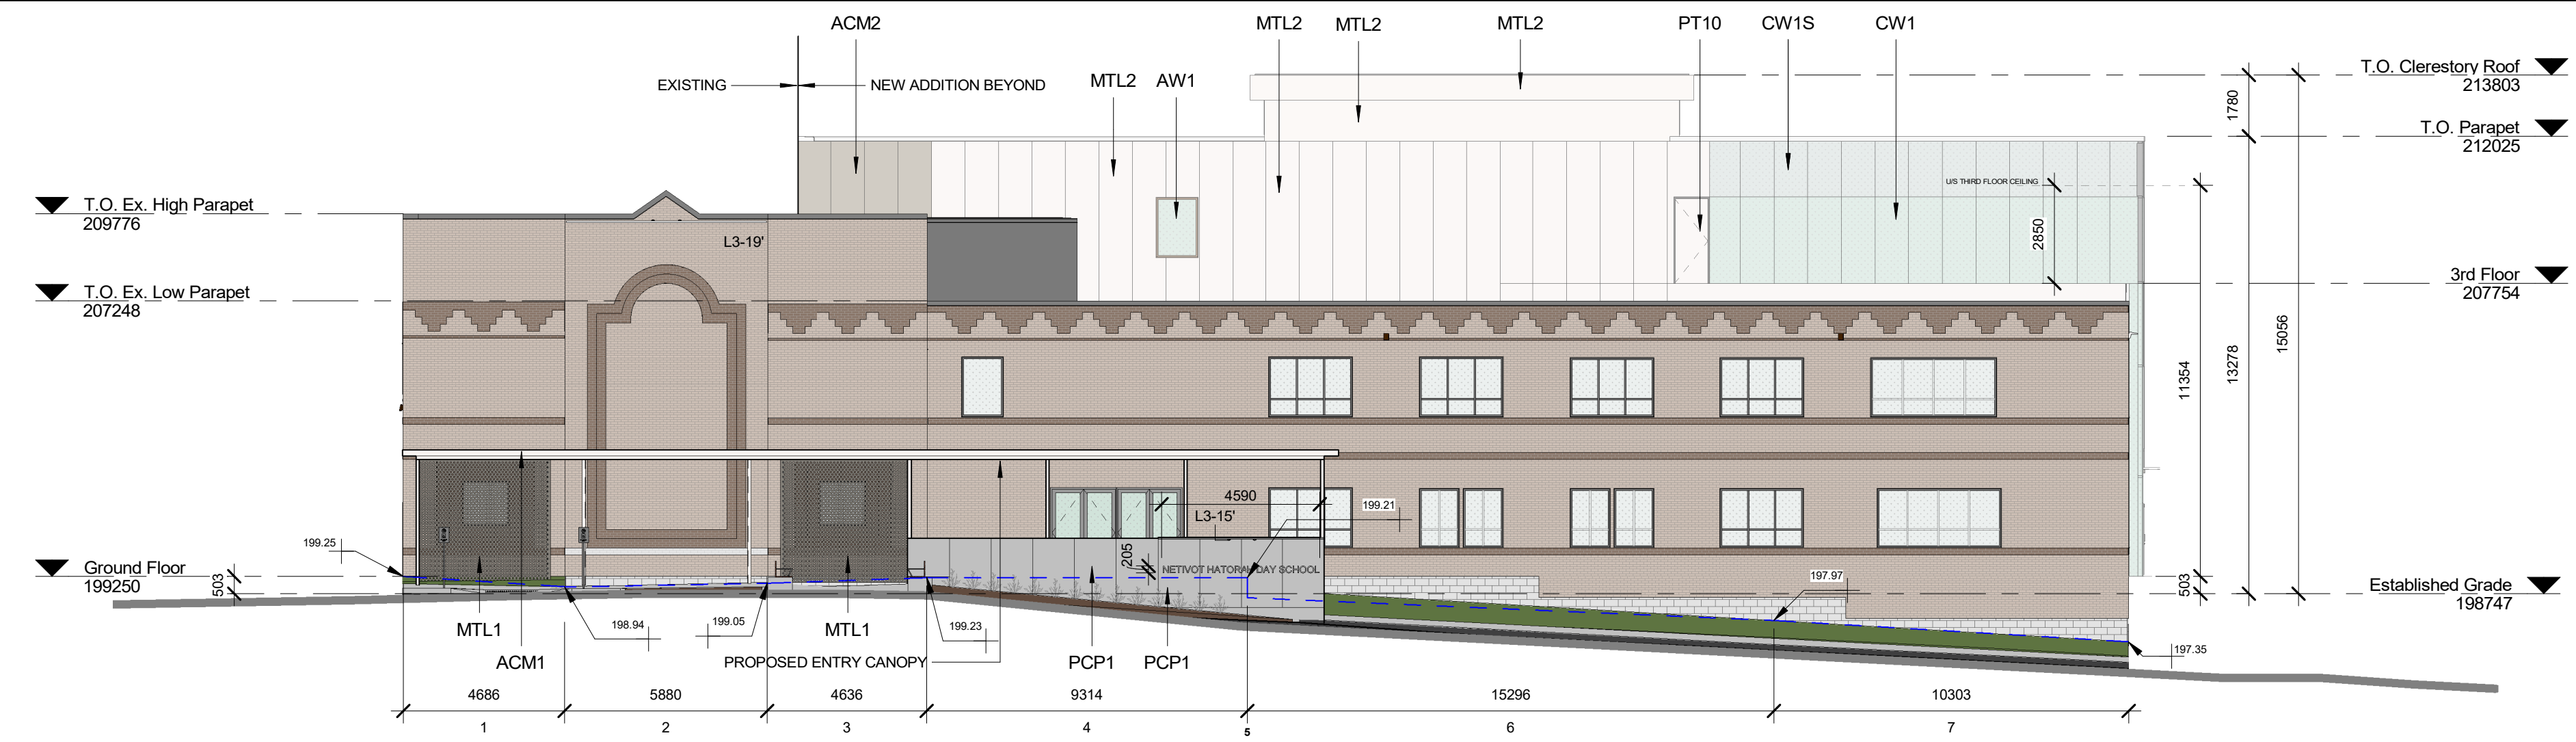 ACM2
MTL2
MTL2
MTL2
PT10
CW1S
CW1
EXISTING
NEW ADDITION BEYOND
MTL2
AW1
T.O. Clerestory Roof
213803
1780
T.O. Parapet
212025
U/S THIRD FLOOR CEILING
T.O. Ex. High Parapet
209776
L3-19'
2850
3rd Floor
207754
T.O. Ex. Low Parapet
207248
11354
13278
15056
4590
199.21
L3-15'
199.25
205
NETIVOT HATORAH DAY SCHOOL
197.97
Ground Floor
199250
503
503
Established Grade
198747
MTL1
198.94
199.05
MTL1
199.23
197.35
ACM1
PROPOSED ENTRY CANOPY
PCP1
PCP1
4686
5880
4636
9314
15296
10303
1
2
3
4
5
6
7